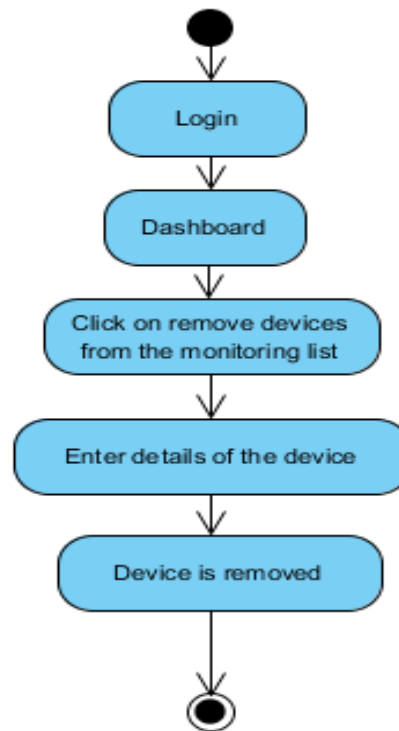 Login
Dashboard
Click on remove devices
from the monitoring list
Enter details of the device
Device is removed